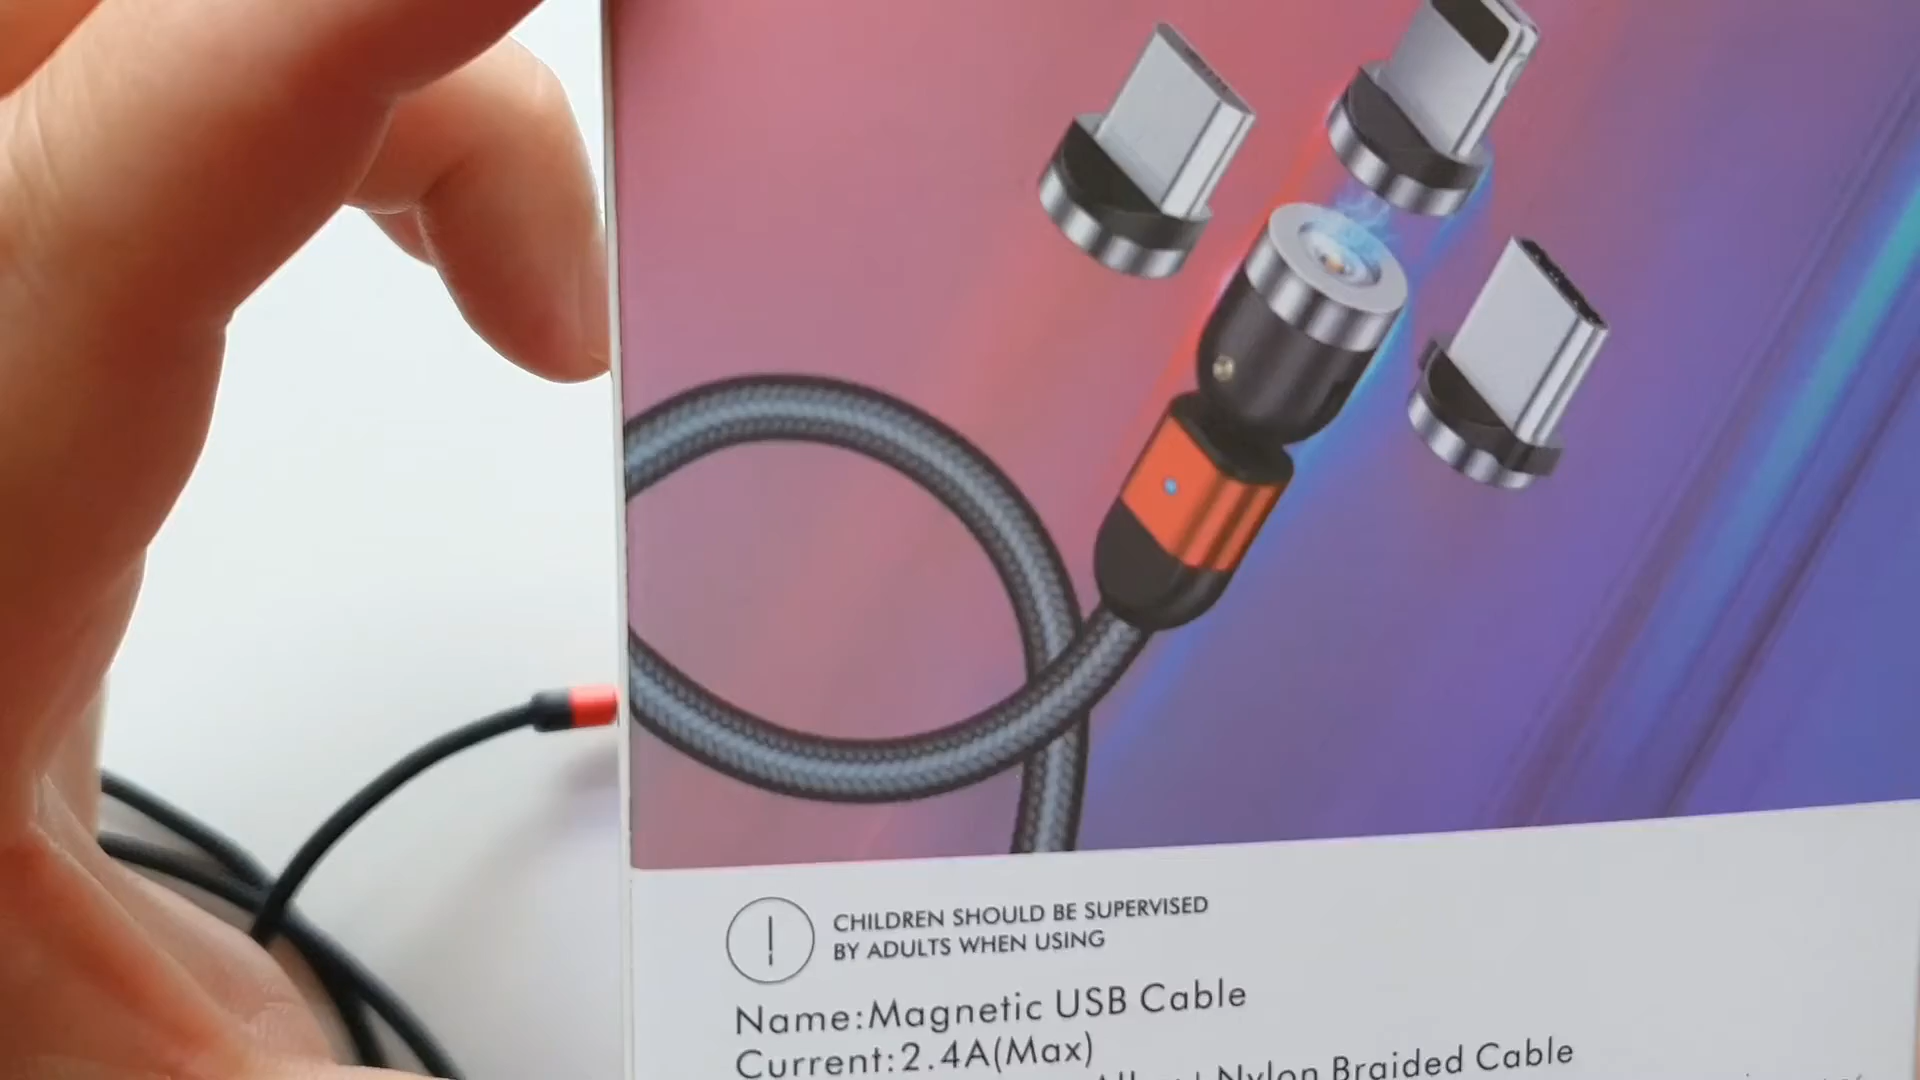 CHILDREN SHOULD BE SUPERVISED
BY ADULTS WHEN USING
Name:Magnetic USB Cable
Current:2.4A(Max)
Nylon Braided Cable